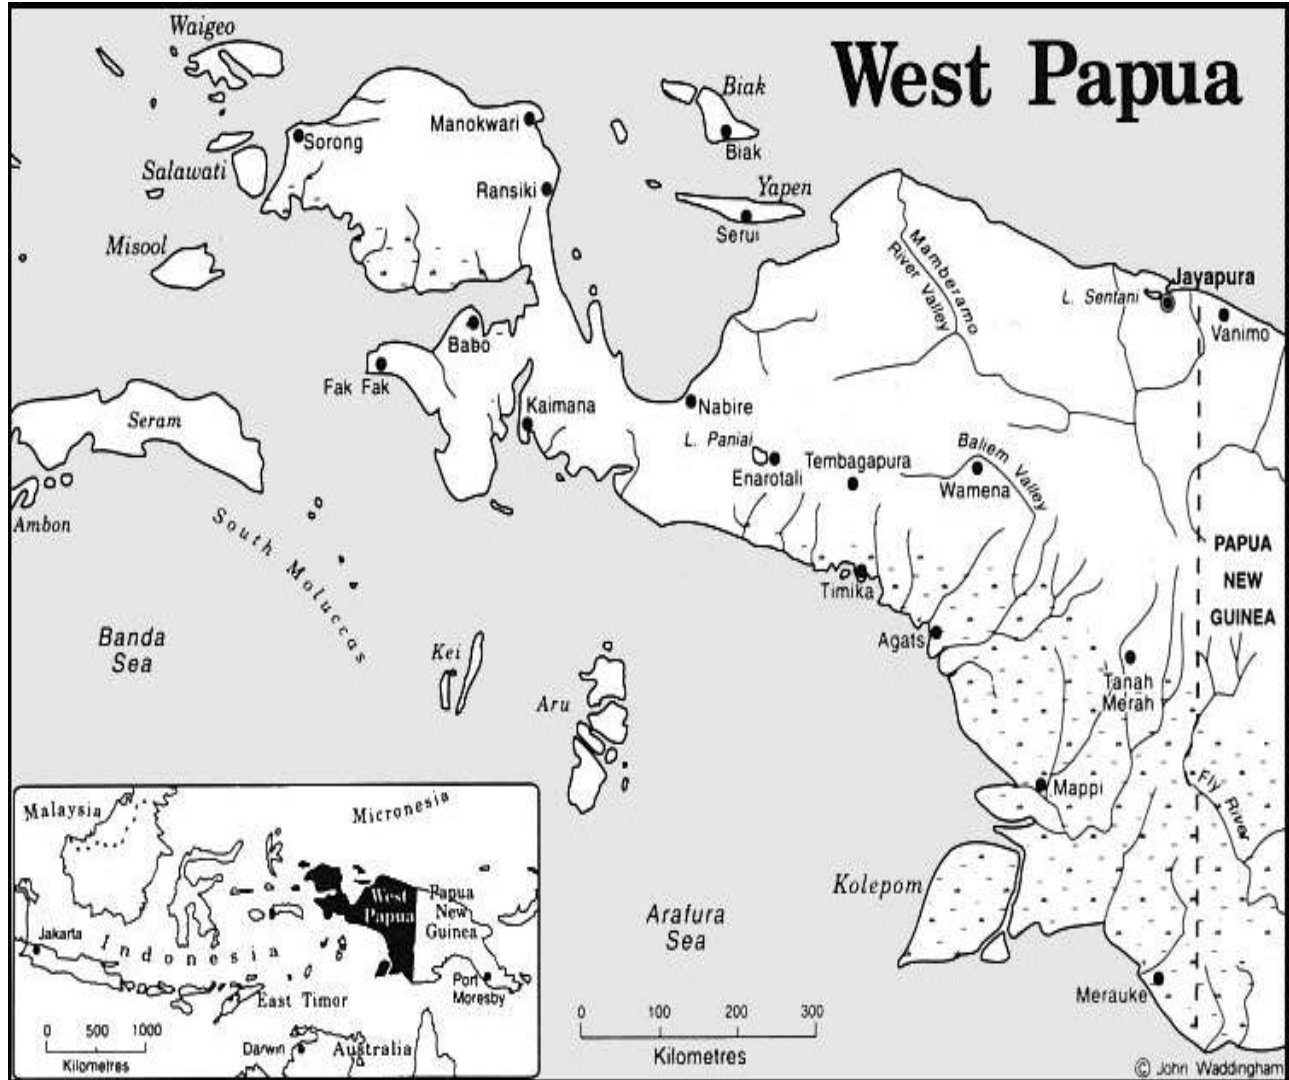 West Papua
Waigeo
Biak
Biak
Manokwari
Sorong
Salawati
Ransiki
Yapen
Serui
Misool
Mamberamo
River Valley
Jayapura
L. Sentani
Vanimo
Babo
Fak Fak
Kaimana
Nabire
Seram
L. Paniai
Enarotali
Tembagapura
Baliem Valley
Wamena
Ambon
South Moluccas
PAPUA
NEW
GUINEA
Timika
Agats
Banda
Sea
Kei
Aru
Tanah
Merah
Mappi
Fly River
Kolepom
Arafura
Sea
Merauke
0 100 200 300
Kilometres
© John Waddingham
Malaysia
Micronesia
West
Papua
Papua
New
Guinea
Jakarta
Indonesia
Port
Moresby
East Timor
0 500 1000
Kilometres
Darwin
Australia